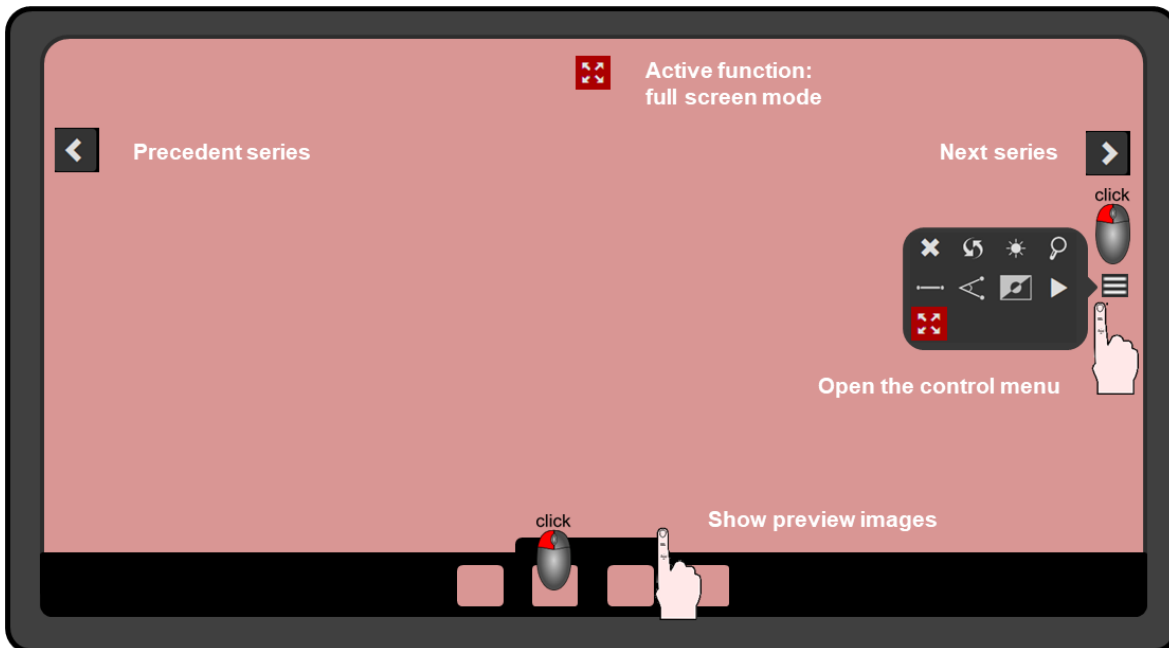 Active function:
full screen mode
Precedent series
Next series
click
Open the control menu
Show preview images
click